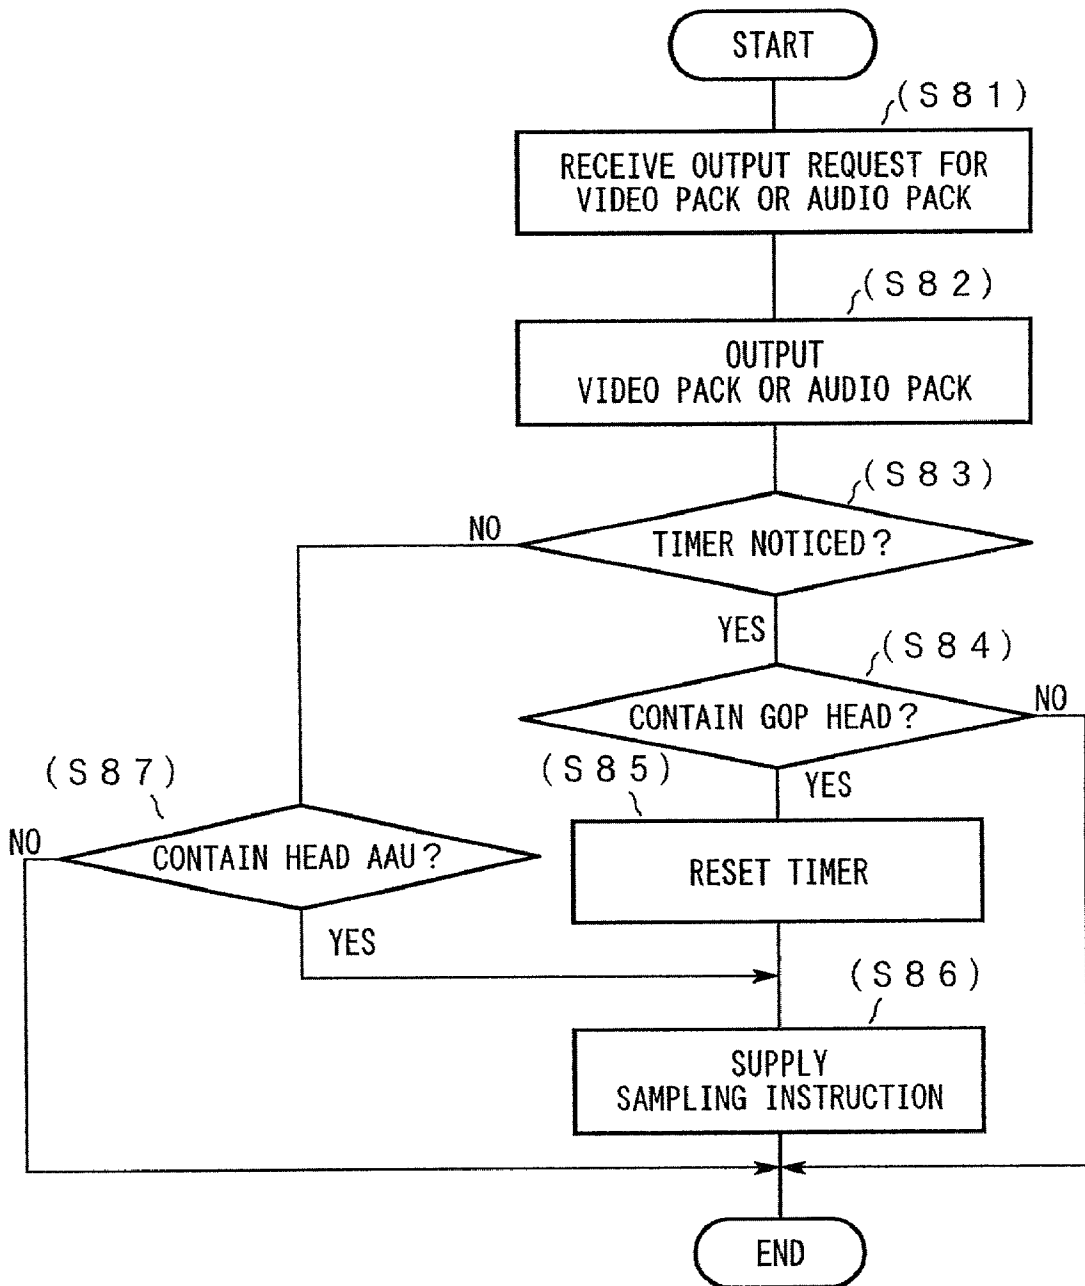 START
(S81)
RECEIVE OUTPUT REQUEST FOR
VIDEO PACK OR AUDIO PACK
(S82)
OUTPUT
VIDEO PACK OR AUDIO PACK
(S83)
NO
TIMER NOTICED?
YES
(S84)
CONTAIN GOP HEAD?
NO
YES
(S87)
NO
CONTAIN HEAD AAU?
YES
(S85)
RESET TIMER
(S86)
SUPPLY
SAMPLING INSTRUCTION
END